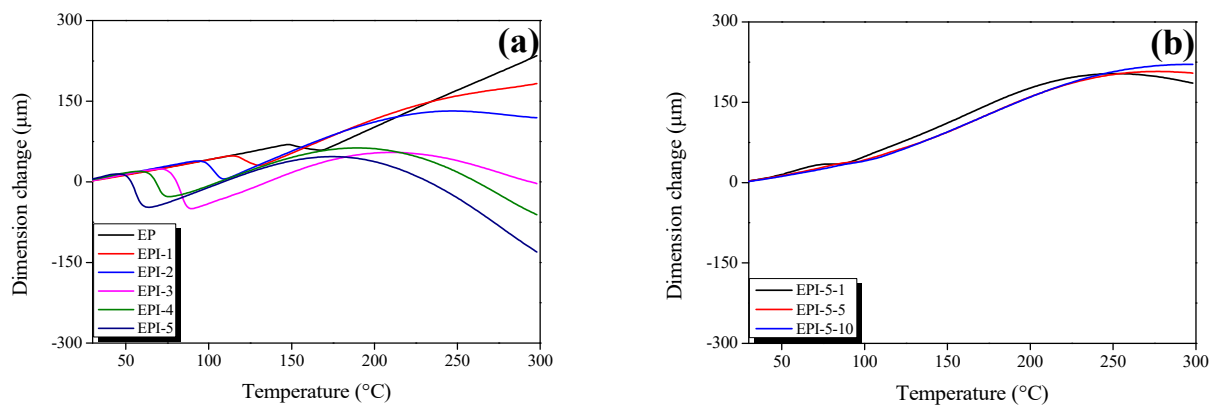 (a)
Dimension change (μm)
300
150
0
-150
-300
EP
EPI-1
EPI-2
EPI-3
EPI-4
EPI-5
50
100
150
200
250
300
Temperature (°C)
(b)
Dimension change (μm)
300
150
0
-150
-300
EPI-5-1
EPI-5-5
EPI-5-10
50
100
150
200
250
300
Temperature (°C)